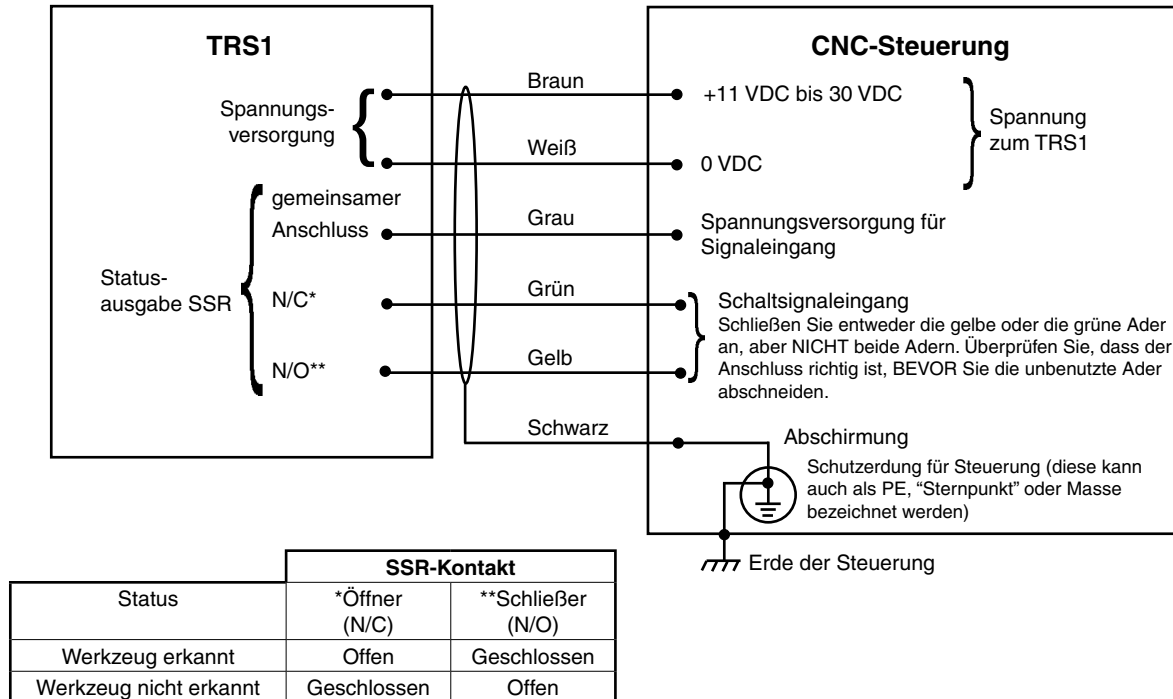 TRS1
CNC-Steuerung
Spannungs-
versorgung
Braun
+11 VDC bis 30 VDC
Spannung
zum TRS1
Weiß
0 VDC
gemeinsamer
Anschluss
Grau
Spannungsversorgung für
Signaleingang
Status-
ausgabe SSR
N/C*
Grün
Schaltsignaleingang
Schließen Sie entweder die gelbe oder die grüne Ader
an, aber NICHT beide Adern. Überprüfen Sie, dass der
Anschluss richtig ist, BEVOR Sie die unbenutzte Ader
abschneiden.
N/O**
Gelb
Schwarz
Abschirmung
Schutzerdung für Steuerung (diese kann
auch als PE, “Sternpunkt” oder Masse
bezeichnet werden)
Erde der Steuerung
SSR-Kontakt
Status
*Öffner
(N/C)
**Schließer
(N/O)
Werkzeug erkannt
Offen
Geschlossen
Werkzeug nicht erkannt
Geschlossen
Offen